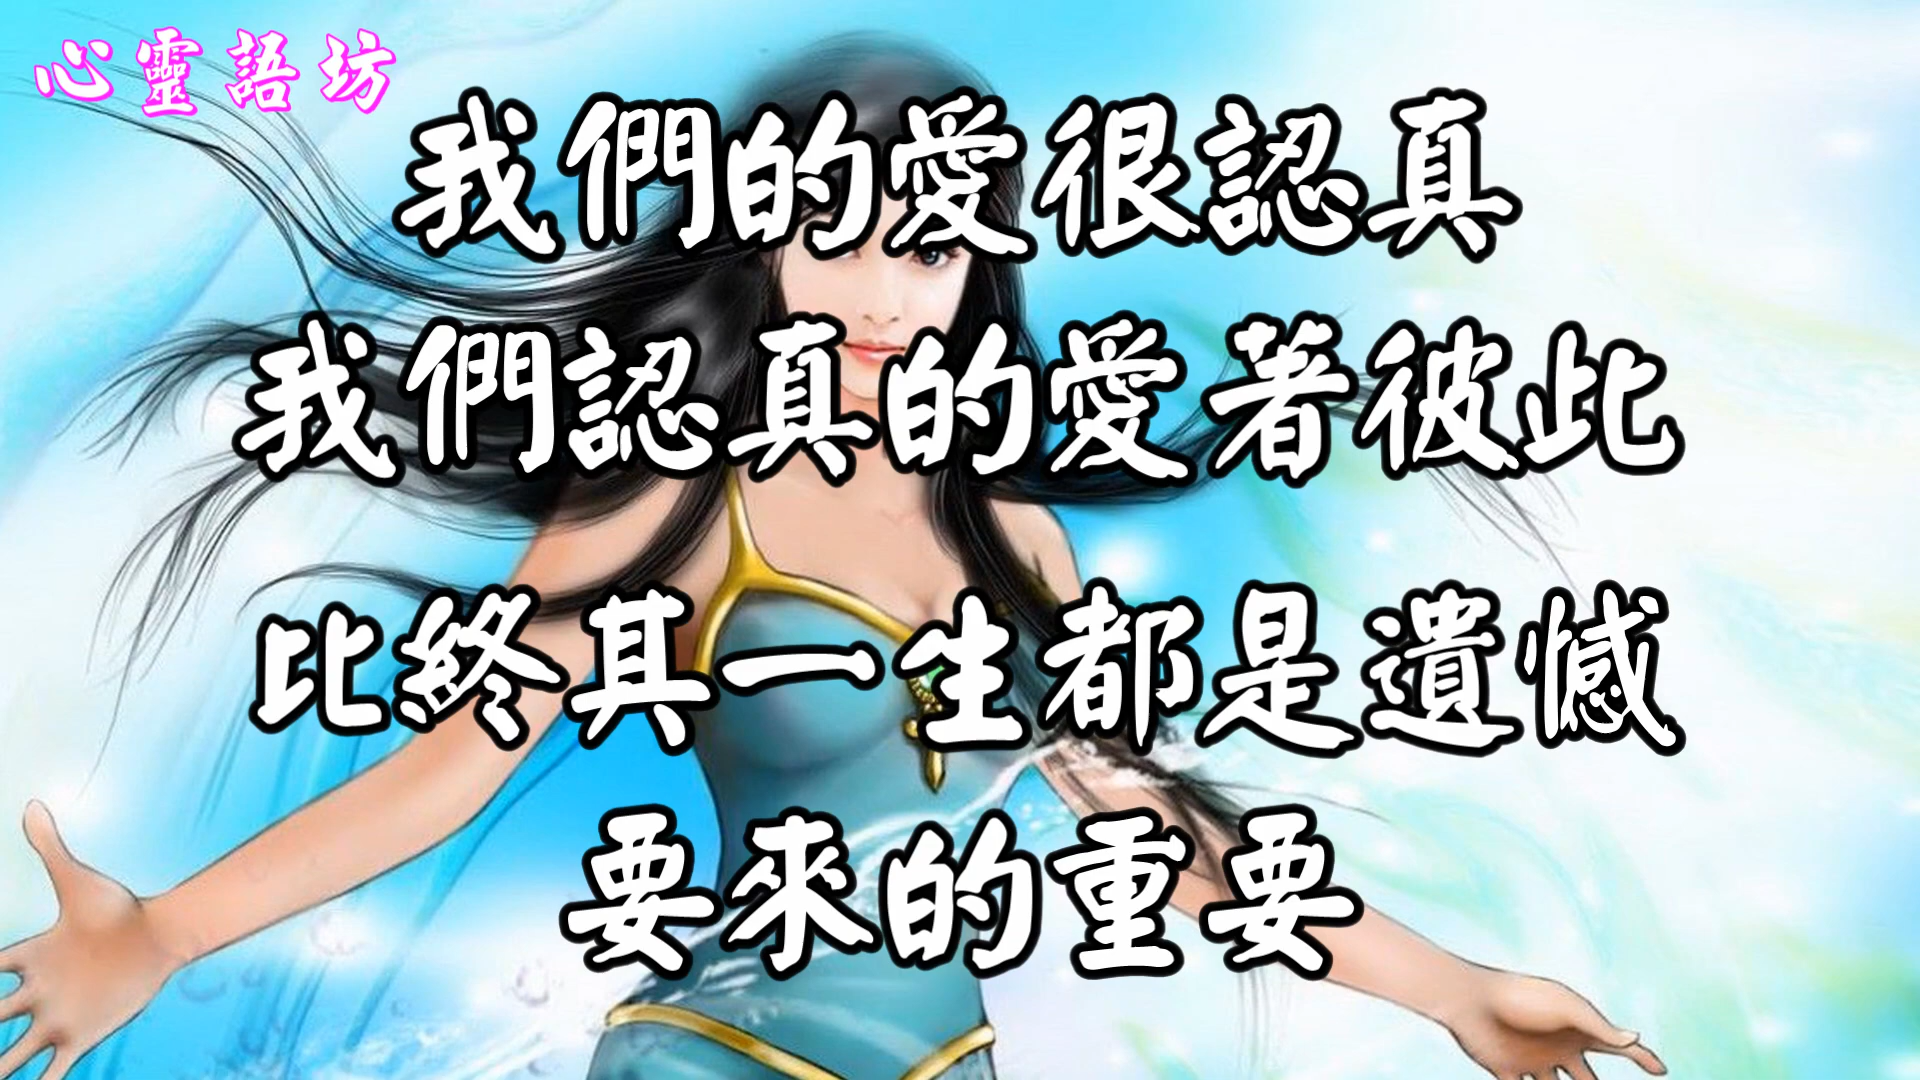 心靈語坊
我們的愛很認真
我們認真的愛著彼此
比終其一生都是遺憾
要來的重要